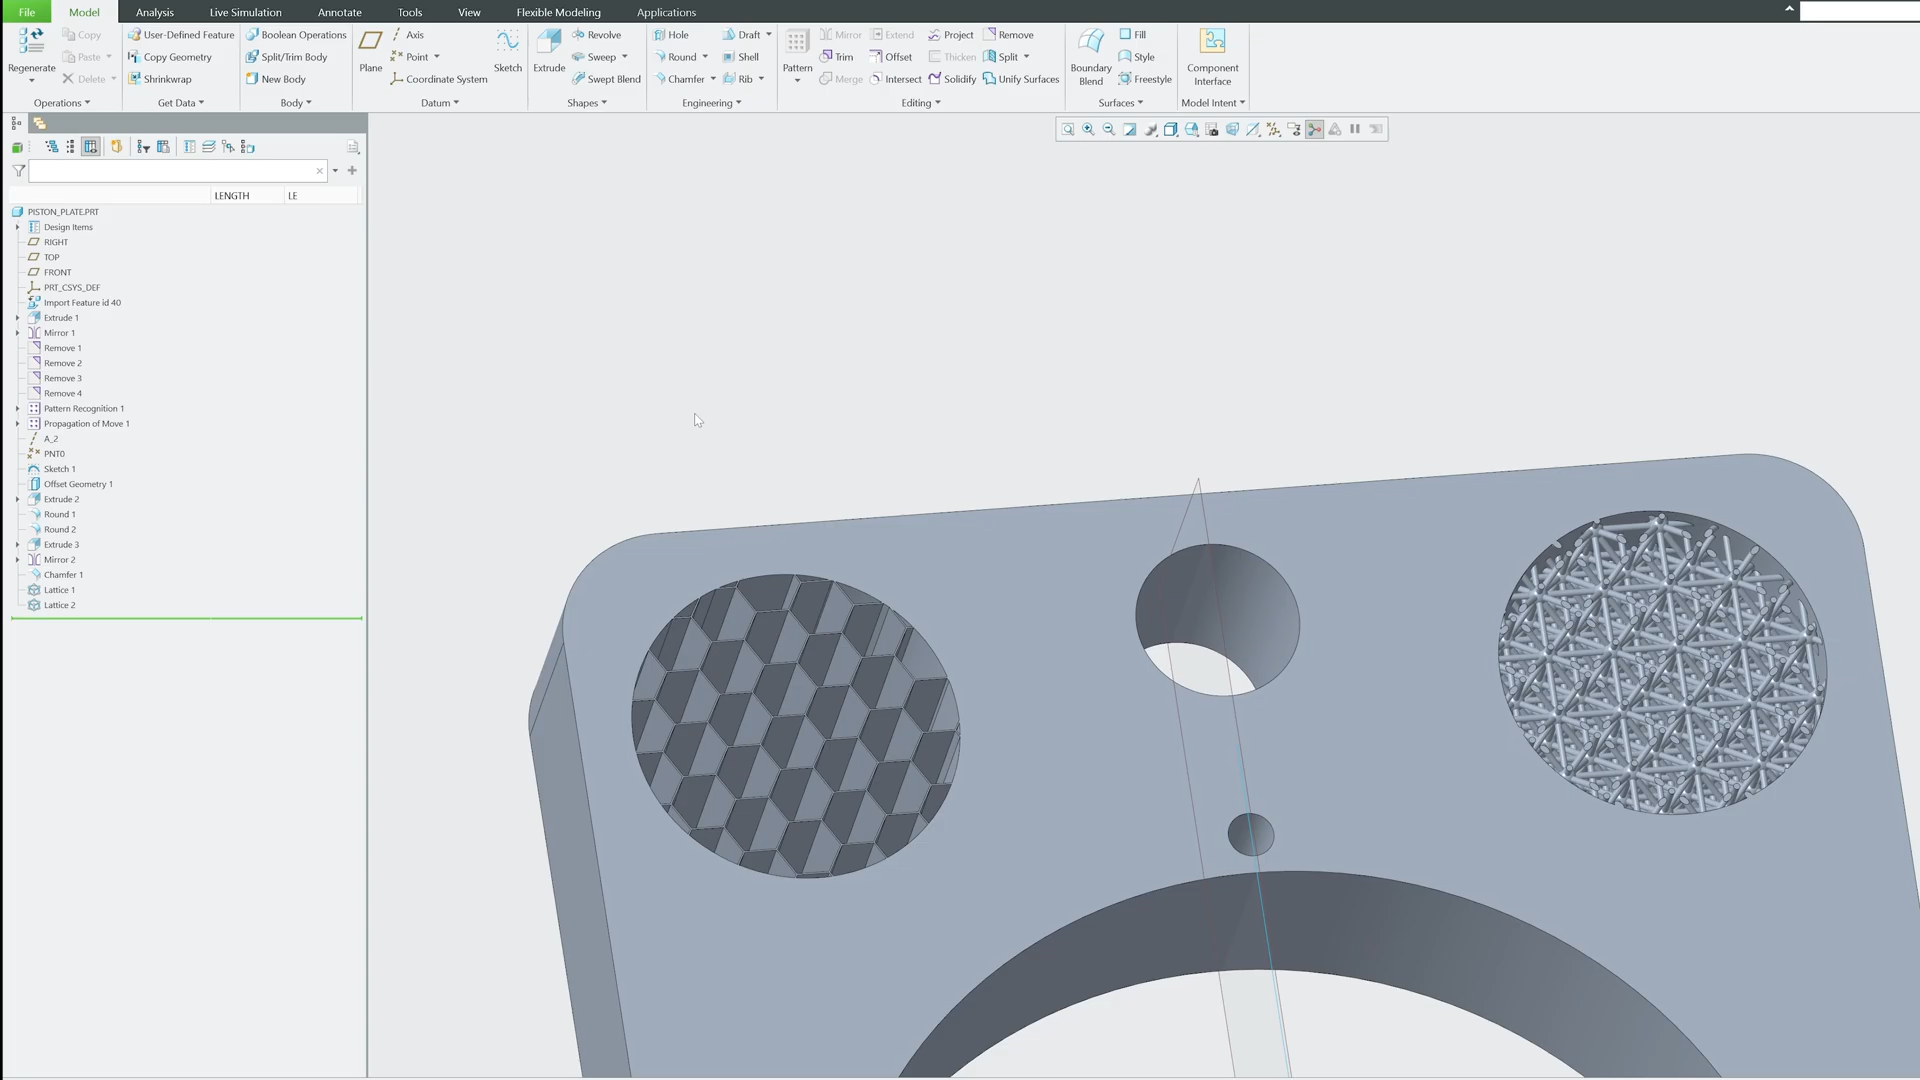 File Model Analysis Live Simulation Annotate Tools View Flexible Modeling Applications
Regenerate
Copy
Paste
Delete
Operations
User-Defined Feature
Copy Geometry
Shrinkwrap
Get Data
Boolean Operations
Split/Trim Body
New Body
Body
Plane
Axis
Point
Coordinate System
Sketch
Datum
Extrude
Revolve
Sweep
Swept Blend
Shapes
Hole
Round
Chamfer
Draft
Shell
Rib
Engineering
Pattern
Mirror
Trim
Merge
Extend
Offset
Intersect
Project
Thicken
Solidify
Remove
Split
Unify Surfaces
Editing
Boundary
Blend
Fill
Style
Freestyle
Surfaces
Component
Interface
Model Intent
LENGTH LE
PISTON_PLATE.PRT
Design Items
RIGHT
TOP
FRONT
PRT_CSYS_DEF
Import Feature id 40
Extrude 1
Mirror 1
Remove 1
Remove 2
Remove 3
Remove 4
Pattern Recognition 1
Propagation of Move 1
A_2
PNT0
Sketch 1
Offset Geometry 1
Extrude 2
Round 1
Round 2
Extrude 3
Mirror 2
Chamfer 1
Lattice 1
Lattice 2